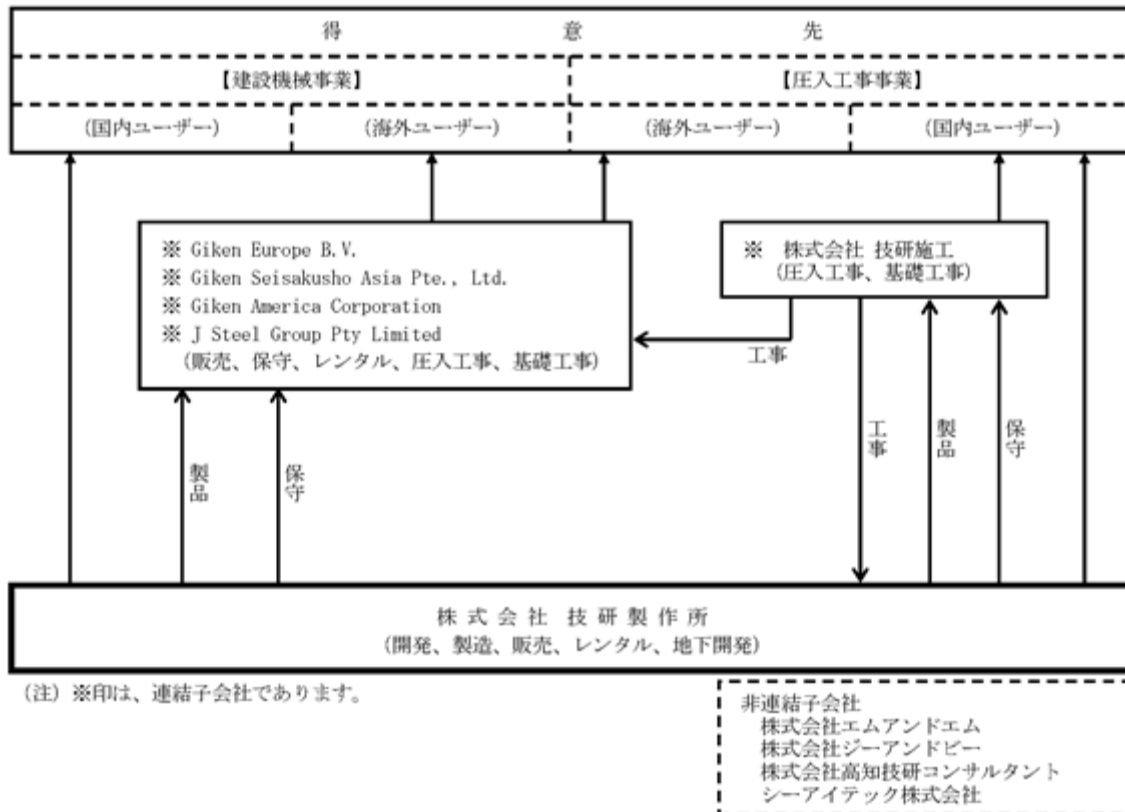 得意先
【建設機械事業】
【圧入工事事業】
(国内ユーザー)
(海外ユーザー)
(海外ユーザー)
(国内ユーザー)
※ Giken Europe B.V.
※ Giken Seisakusho Asia Pte., Ltd.
※ Giken America Corporation
※ J Steel Group Pty Limited
(販売、保守、レンタル、圧入工事、基礎工事)
※ 株式会社 技研施工
(圧入工事、基礎工事)
工事
製品
保守
工事
製品
保守
株式会社 技研製作所
(開発、製造、販売、レンタル、地下開発)
(注) ※印は、連結子会社であります。
非連結子会社
株式会社エムアンドエム
株式会社ジーアンドビー
株式会社高知技研コンサルタント
シーアイテック株式会社